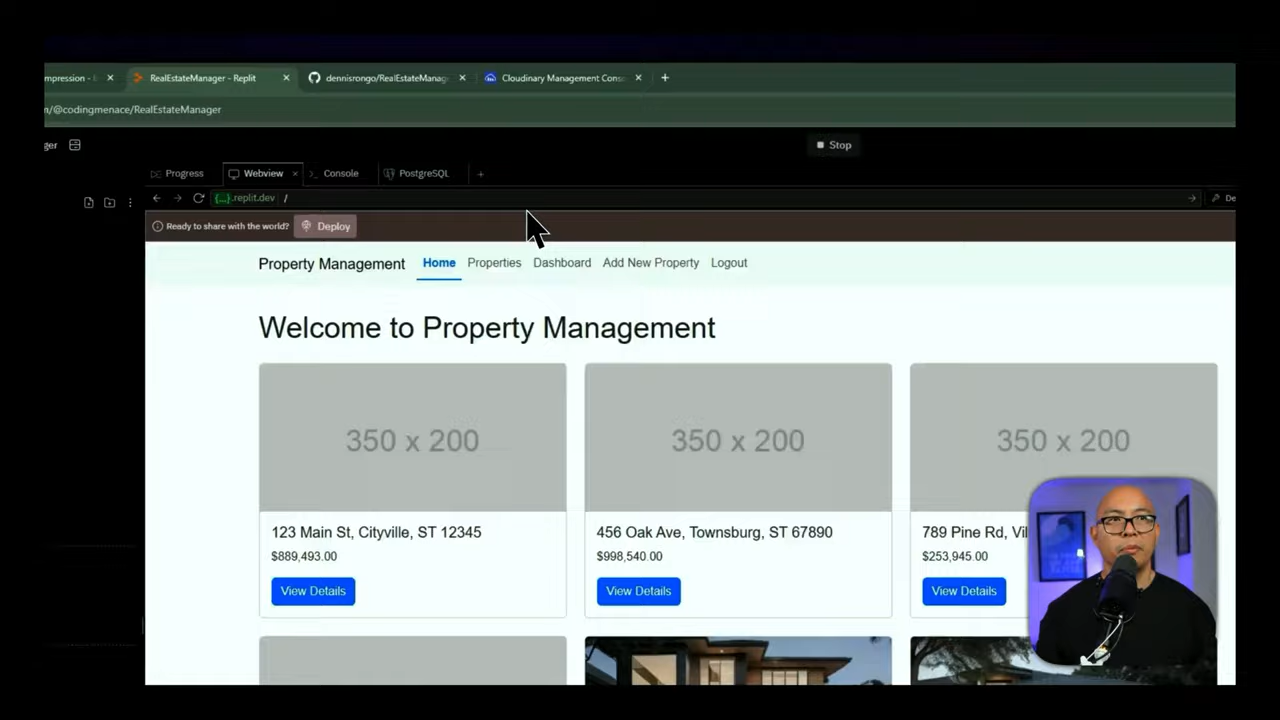 mpression - E
RealEstateManager - Replit
dennisrongo/RealEstateManag
Cloudinary Management Conso
n/@codingmenace/RealEstateManager
ger
Stop
Progress
Webview
Console
PostgreSQL
{...}.replit.dev /
De
Ready to share with the world?
Deploy
Property Management
Home
Properties
Dashboard
Add New Property
Logout
Welcome to Property Management
350 x 200
350 x 200
350 x 200
123 Main St, Cityville, ST 12345
456 Oak Ave, Townsburg, ST 67890
789 Pine Rd, Vil
$889,493.00
$998,540.00
$253,945.00
View Details
View Details
View Details